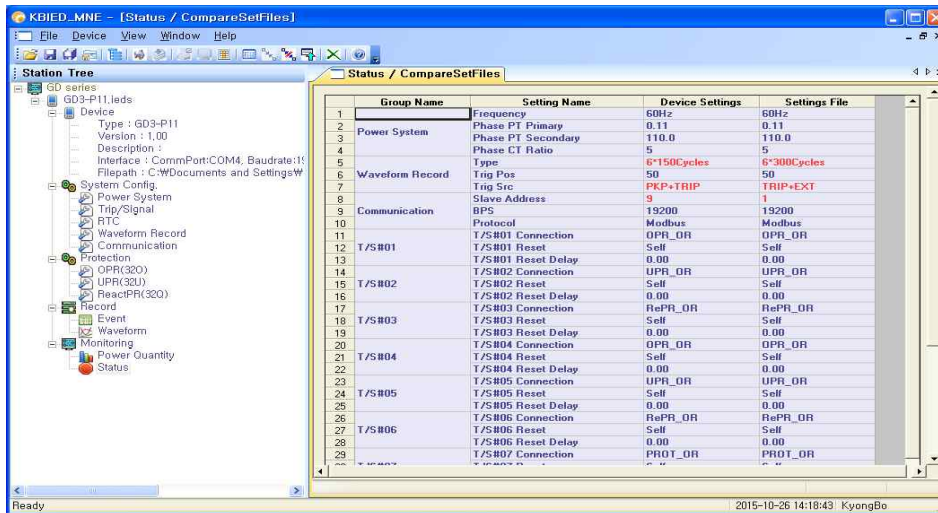 KBIED_MNE - [Status / CompareSetFiles]
File Device View Window Help
Station Tree
GD series
GD3-P11.leds
Device
Type : GD3-P11
Version : 1.00
Description :
Interface : CommPort:COM4, Baudrate:19
Filepath : C:₩Documents and Settings₩
System Config.
Power System
Trip/Signal
RTC
Waveform Record
Communication
Protection
OPR(32O)
UPR(32U)
ReactPR(32Q)
Record
Event
Waveform
Monitoring
Power Quantity
Status
Status / CompareSetFiles
Group Name Setting Name Device Settings Settings File
1 Frequency 60Hz 60Hz
2 Power System Phase PT Primary 0.11 0.11
3 Phase PT Secondary 110.0 110.0
4 Phase CT Ratio 5 5
5 Type 6*150Cycles 6*300Cycles
6 Waveform Record Trig Pos 50 50
7 Trig Src PKP+TRIP TRIP+EXT
8 Slave Address 9 1
9 Communication BPS 19200 19200
10 Protocol Modbus Modbus
11 T/S#01 Connection OPR_OR OPR_OR
12 T/S#01 T/S#01 Reset Self Self
13 T/S#01 Reset Delay 0.00 0.00
14 T/S#02 Connection UPR_OR UPR_OR
15 T/S#02 T/S#02 Reset Self Self
16 T/S#02 Reset Delay 0.00 0.00
17 T/S#03 Connection RePR_OR RePR_OR
18 T/S#03 T/S#03 Reset Self Self
19 T/S#03 Reset Delay 0.00 0.00
20 T/S#04 Connection OPR_OR OPR_OR
21 T/S#04 T/S#04 Reset Self Self
22 T/S#04 Reset Delay 0.00 0.00
23 T/S#05 Connection UPR_OR UPR_OR
24 T/S#05 T/S#05 Reset Self Self
25 T/S#05 Reset Delay 0.00 0.00
26 T/S#06 Connection RePR_OR RePR_OR
27 T/S#06 T/S#06 Reset Self Self
28 T/S#06 Reset Delay 0.00 0.00
29 T/S#07 Connection PROT_OR PROT_OR
Ready 2015-10-26 14:18:43 KyongBo